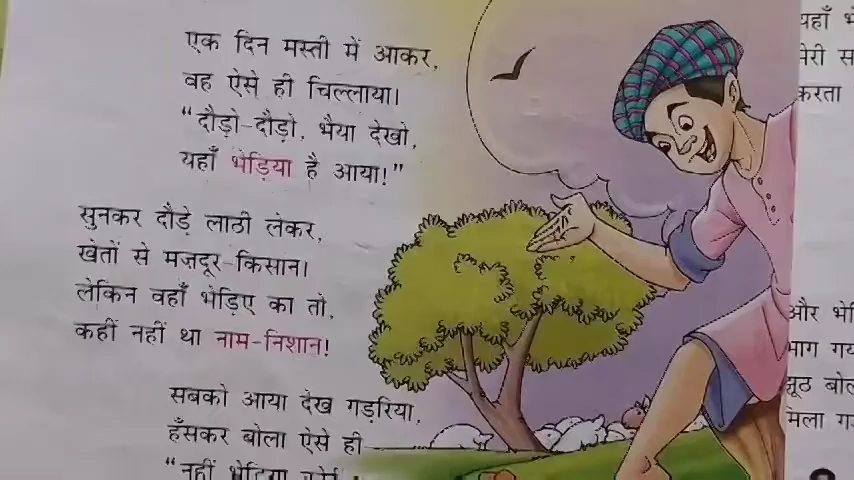 एक दिन मस्ती में आकर,
वह ऐसे ही चिल्लाया।
“दौड़ो-दौड़ो, भैया देखो,
यहाँ भेड़िया है आया!”
सुनकर दौड़े लाठी लेकर,
खेतों से मज़दूर-किसान।
लेकिन वहाँ भेड़िए का तो,
कहीं नहीं था नाम-निशान!
सबको आया देख गड़रिया,
हँसकर बोला ऐसे ही
“नहीं भेड़िया
यहाँ
करता
और
झूठ